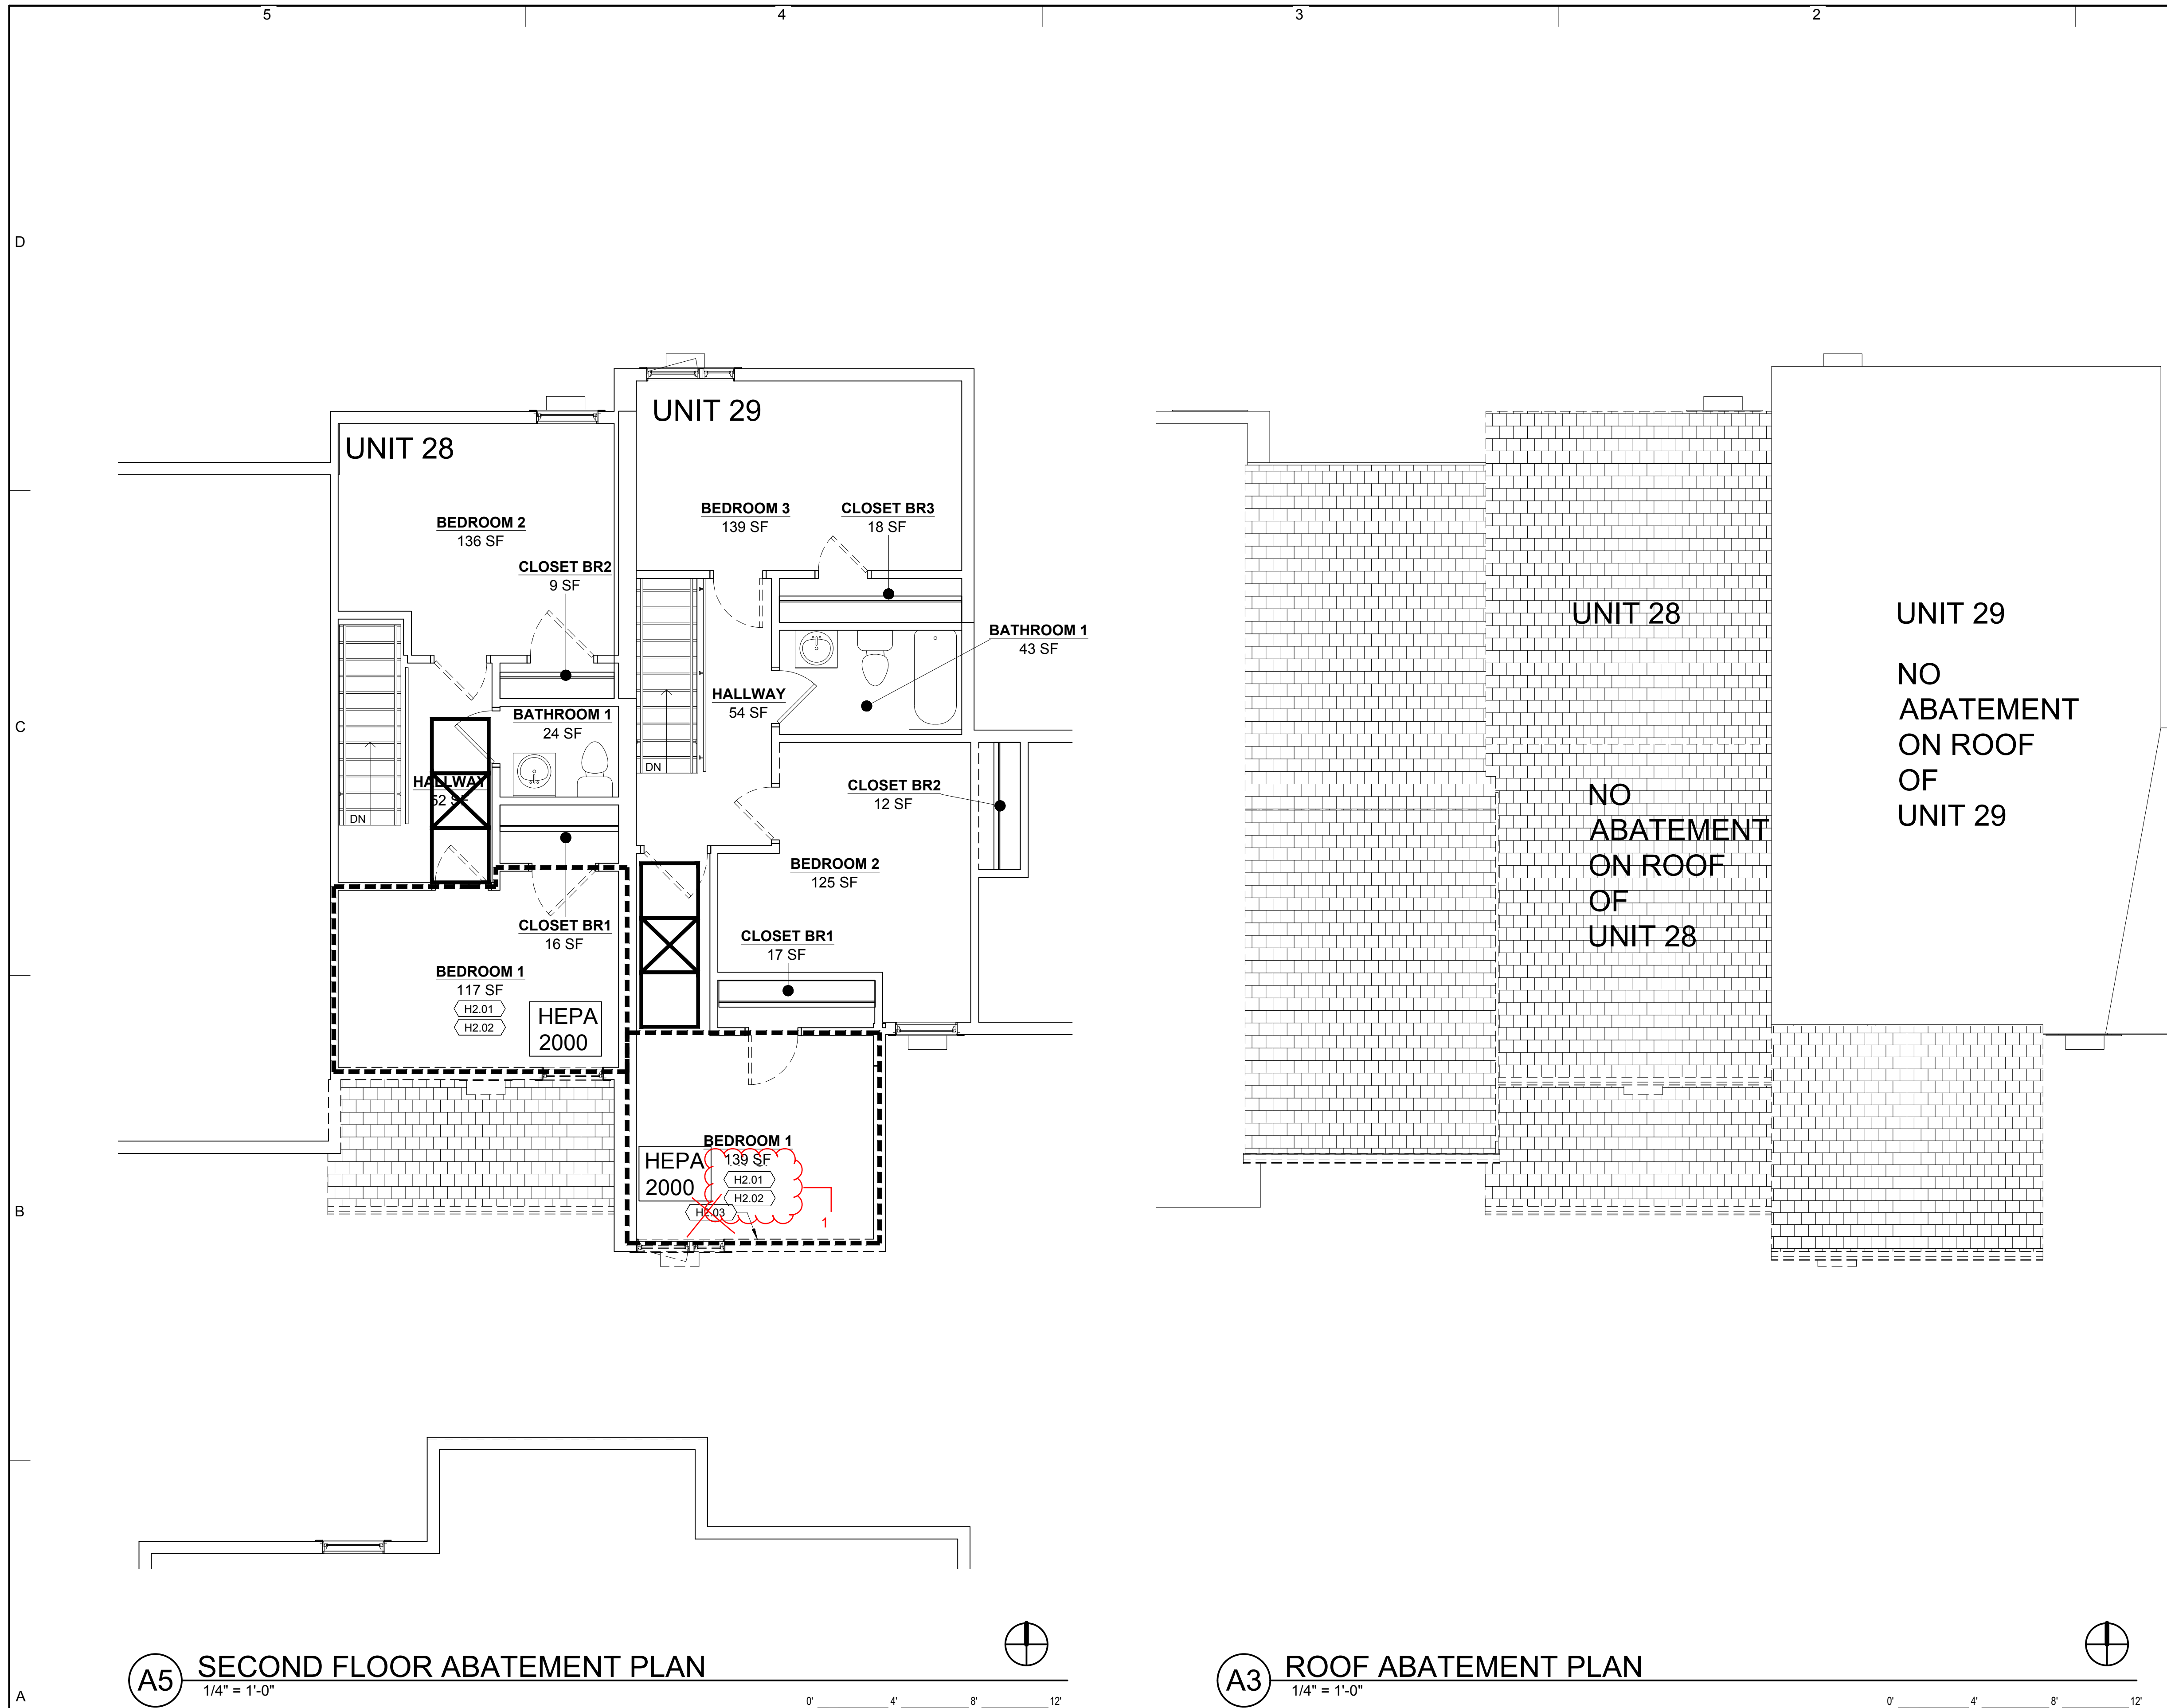 5
4
3
2
D
C
B
A
UNIT 28
UNIT 29
BEDROOM 2
136 SF
CLOSET BR2
9 SF
BEDROOM 3
139 SF
CLOSET BR3
18 SF
BATHROOM 1
43 SF
HALLWAY
54 SF
BATHROOM 1
24 SF
HALLWAY
52 SF
DN
DN
CLOSET BR2
12 SF
BEDROOM 2
125 SF
CLOSET BR1
16 SF
CLOSET BR1
17 SF
BEDROOM 1
117 SF
H2.01
H2.02
HEPA
2000
BEDROOM 1
139 SF
HEPA
2000
H2.01
H2.02
H2.03
1
UNIT 28
NO
ABATEMENT
ON ROOF
OF
UNIT 28
UNIT 29
NO
ABATEMENT
ON ROOF
OF
UNIT 29
A5 SECOND FLOOR ABATEMENT PLAN
1/4" = 1'-0"
0' 4' 8' 12'
A3 ROOF ABATEMENT PLAN
1/4" = 1'-0"
0' 4' 8' 12'